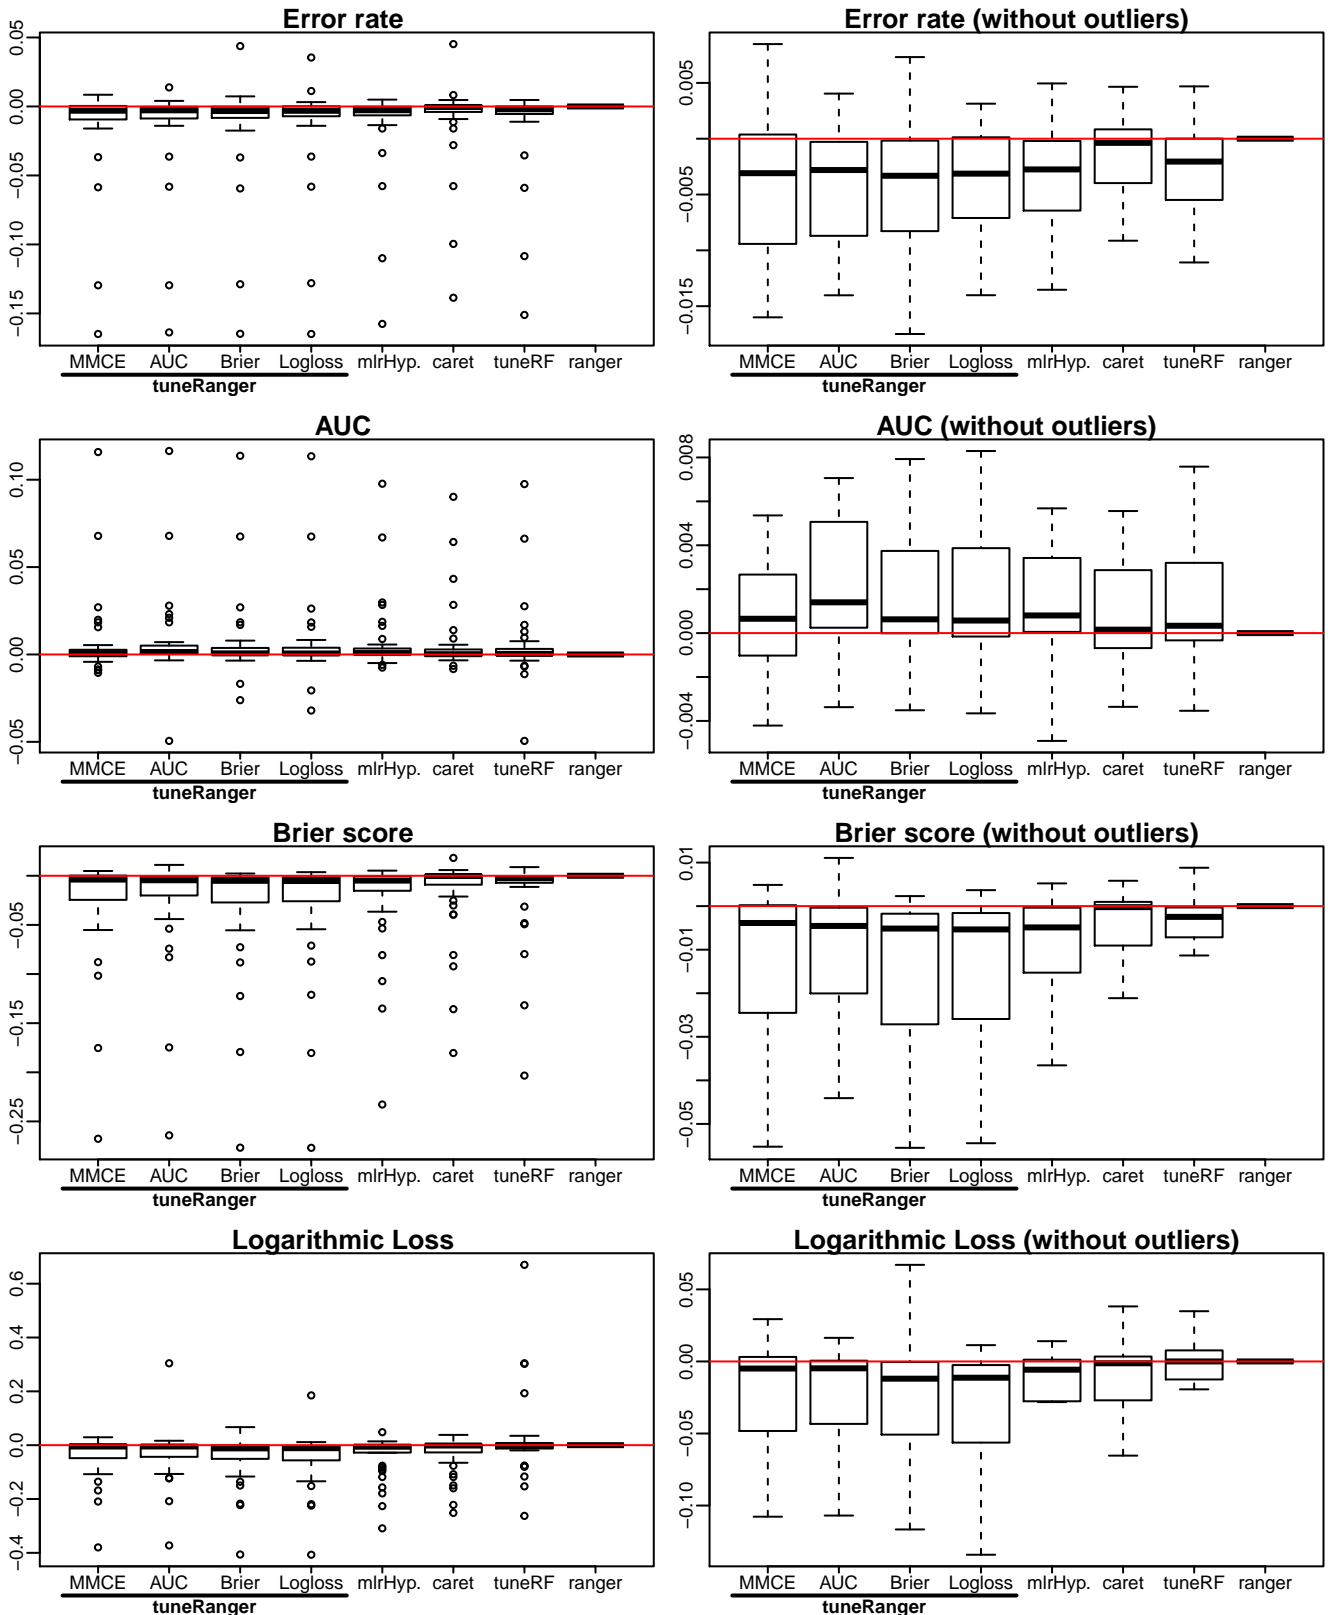 Error rate
0.05
0.00
−0.05
−0.10
−0.15
MMCE AUC Brier Logloss mlrHyp. caret tuneRF ranger
tuneRanger
Error rate (without outliers)
0.005
−0.005
−0.015
MMCE AUC Brier Logloss mlrHyp. caret tuneRF ranger
tuneRanger
AUC
0.10
0.05
0.00
−0.05
MMCE AUC Brier Logloss mlrHyp. caret tuneRF ranger
tuneRanger
AUC (without outliers)
0.008
0.004
0.000
−0.004
MMCE AUC Brier Logloss mlrHyp. caret tuneRF ranger
tuneRanger
Brier score
−0.05
−0.15
−0.25
MMCE AUC Brier Logloss mlrHyp. caret tuneRF ranger
tuneRanger
Brier score (without outliers)
0.01
−0.01
−0.03
−0.05
MMCE AUC Brier Logloss mlrHyp. caret tuneRF ranger
tuneRanger
Logarithmic Loss
0.6
0.4
0.2
0.0
−0.2
−0.4
MMCE AUC Brier Logloss mlrHyp. caret tuneRF ranger
tuneRanger
Logarithmic Loss (without outliers)
0.05
0.00
−0.05
−0.10
MMCE AUC Brier Logloss mlrHyp. caret tuneRF ranger
tuneRanger